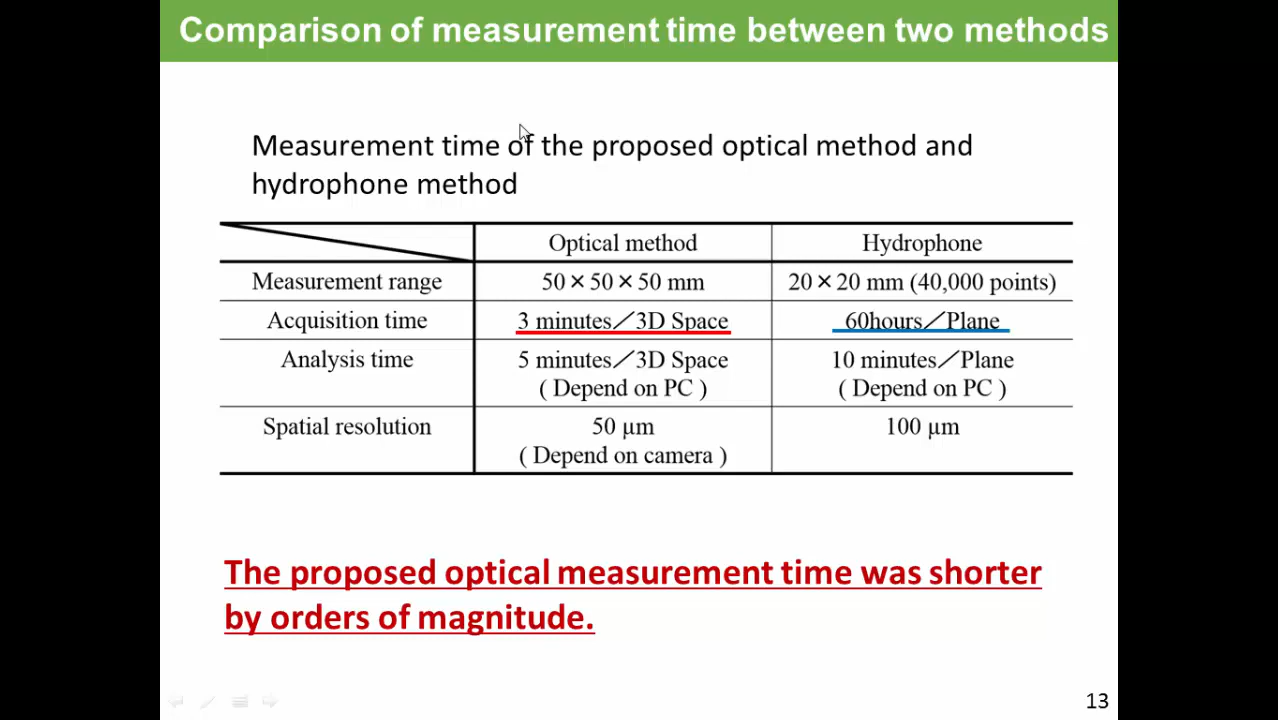 Comparison of measurement time between two methods
Measurement time of the proposed optical method and
hydrophone method
Optical method Hydrophone
Measurement range 50×50×50 mm 20×20 mm (40,000 points)
Acquisition time 3 minutes／3D Space 60hours／Plane
Analysis time 5 minutes／3D Space 10 minutes／Plane
( Depend on PC ) ( Depend on PC )
Spatial resolution 50 μm 100 μm
( Depend on camera )
The proposed optical measurement time was shorter
by orders of magnitude.
13